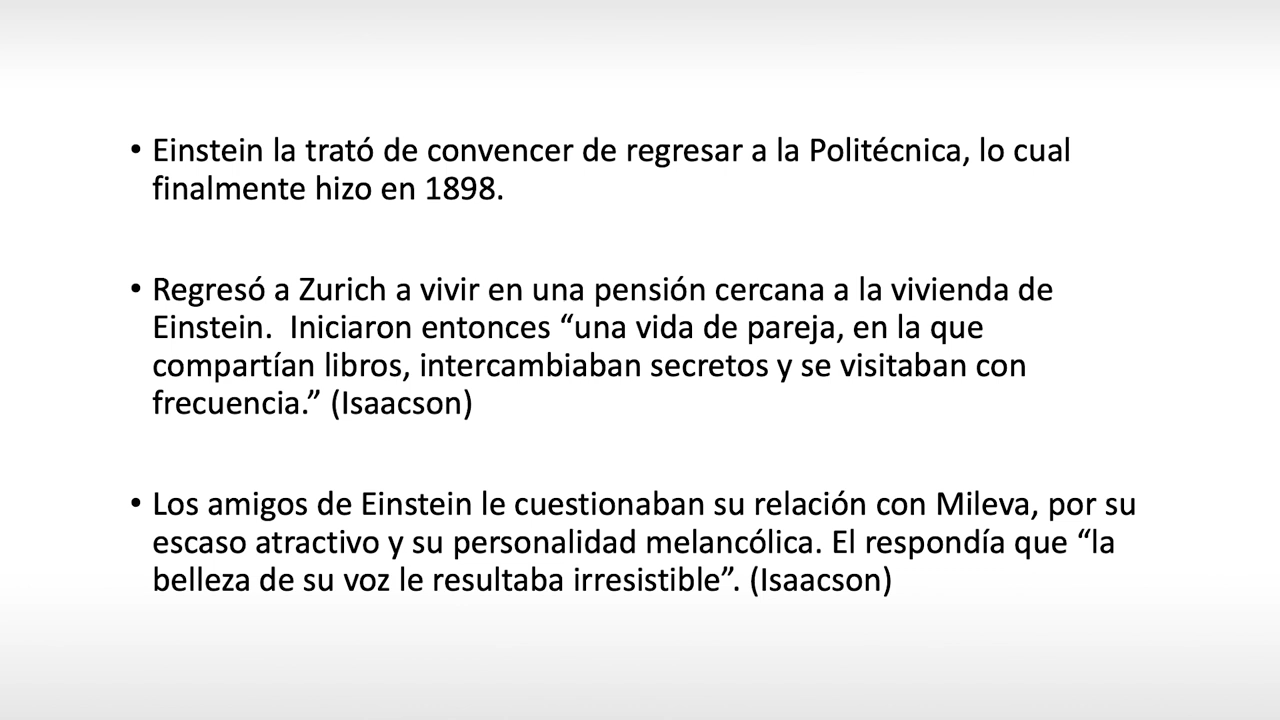 • Einstein la trató de convencer de regresar a la Politécnica, lo cual
finalmente hizo en 1898.
• Regresó a Zurich a vivir en una pensión cercana a la vivienda de
Einstein.  Iniciaron entonces “una vida de pareja, en la que
compartían libros, intercambiaban secretos y se visitaban con
frecuencia.” (Isaacson)
• Los amigos de Einstein le cuestionaban su relación con Mileva, por su
escaso atractivo y su personalidad melancólica. El respondía que “la
belleza de su voz le resultaba irresistible”. (Isaacson)